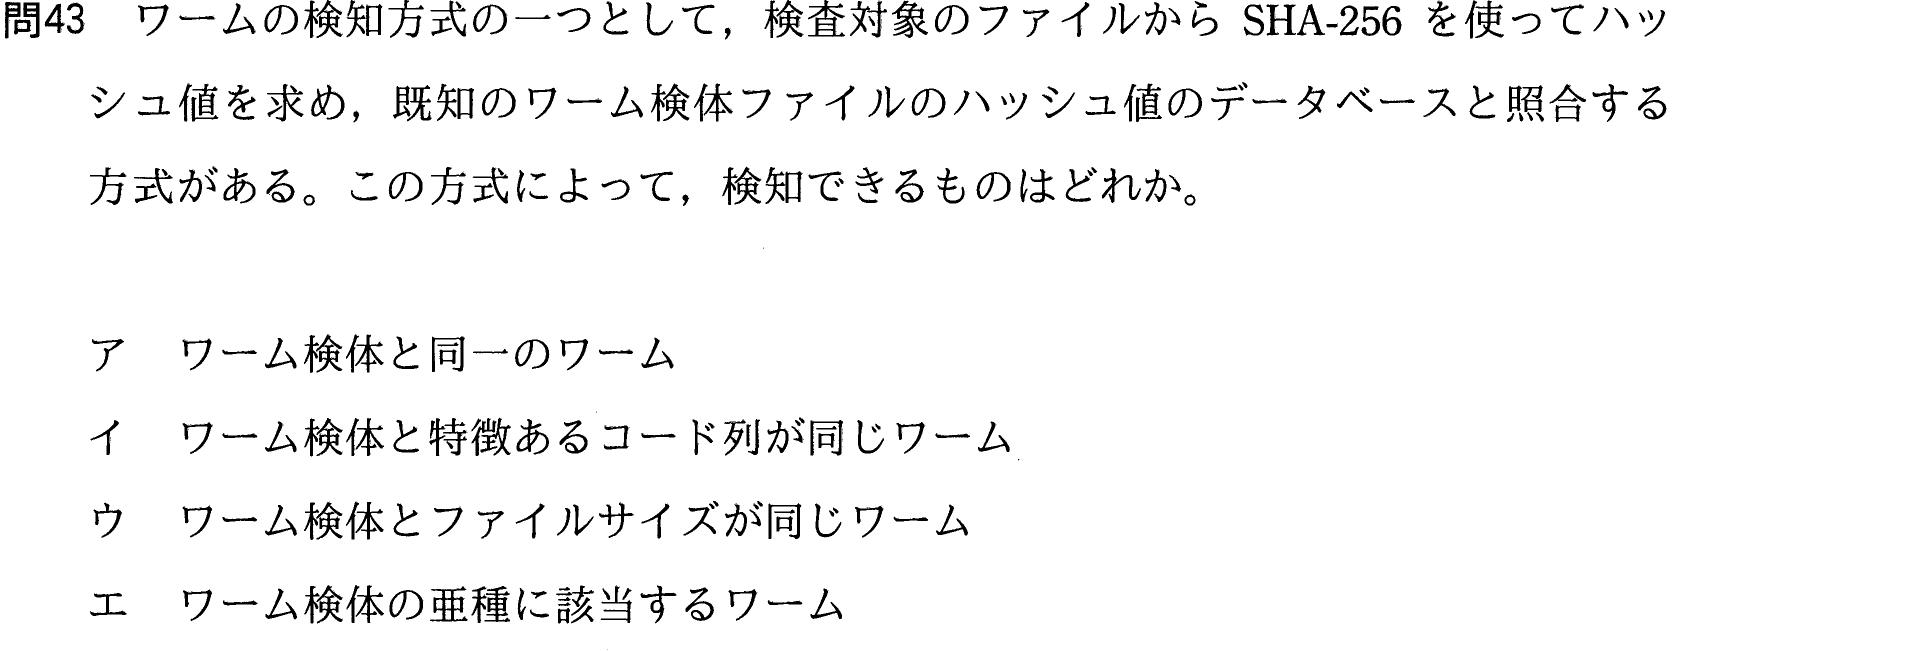 問43　ワームの検知方式の一つとして，検査対象のファイルから SHA-256 を使ってハッ
シュ値を求め，既知のワーム検体ファイルのハッシュ値のデータベースと照合する
方式がある。この方式によって，検知できるものはどれか。
ア　ワーム検体と同一のワーム
イ　ワーム検体と特徴あるコード列が同じワーム
ウ　ワーム検体とファイルサイズが同じワーム
エ　ワーム検体の亜種に該当するワーム